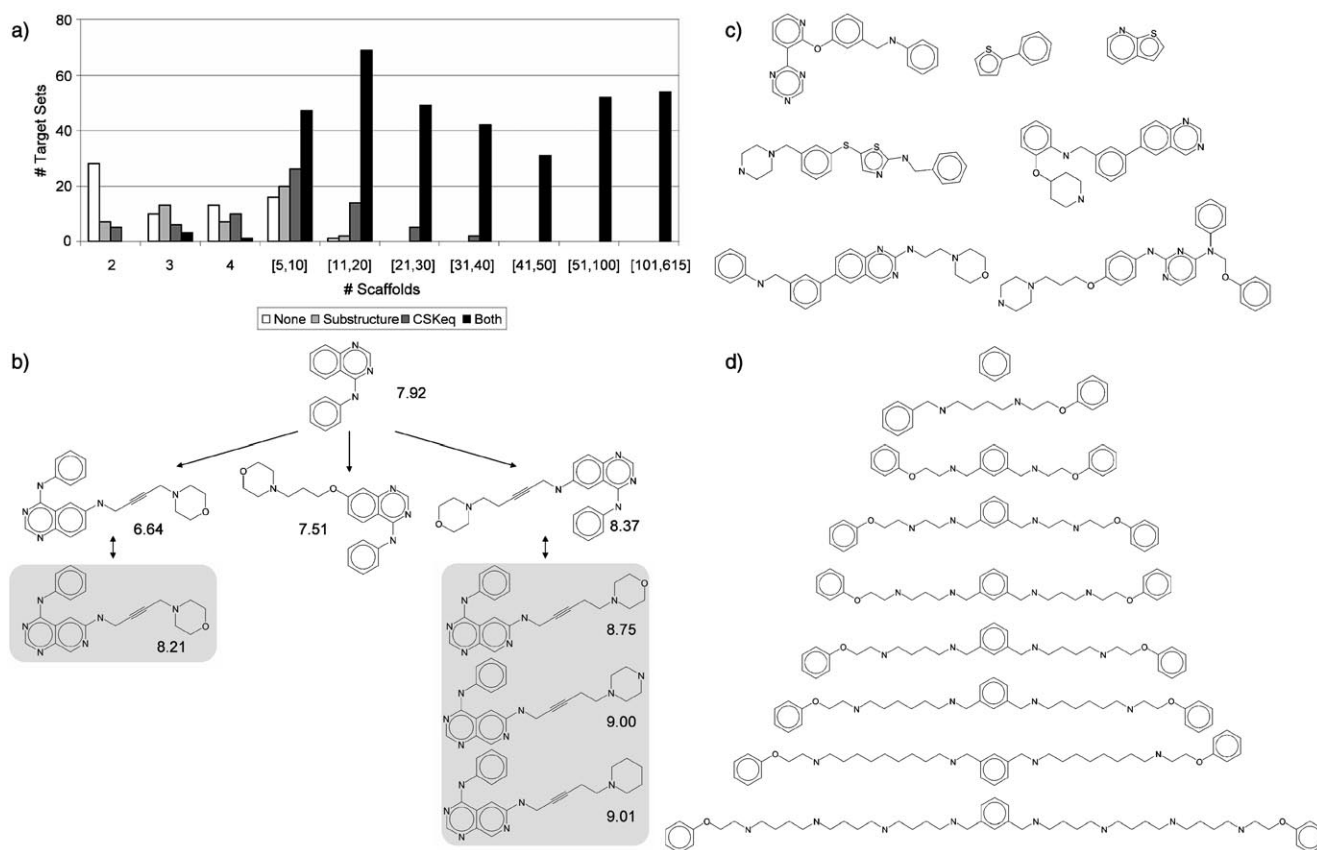 a)
# Target Sets
80
60
40
20
0
2 3 4 [5,10] [11,20] [21,30] [31,40] [41,50] [51,100] [101,615]
# Scaffolds
None Substructure CSKeq Both
b)
7.92
6.64
7.51
8.37
8.21
8.75
9.00
9.01
c)
d)